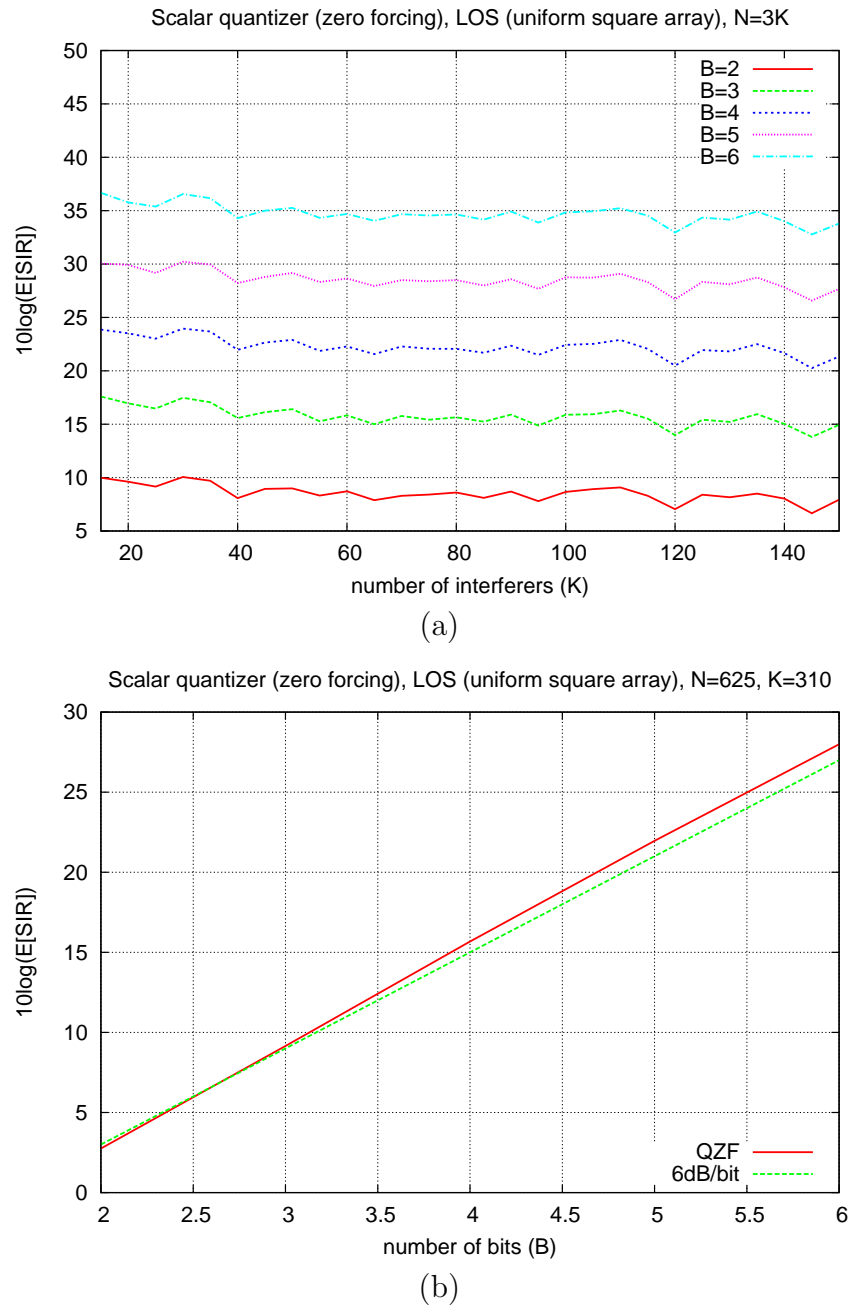 Scalar quantizer (zero forcing), LOS (uniform square array), N=3K
50
45
40
35
30
25
20
15
10
5
10log(E[SIR])
B=2
B=3
B=4
B=5
B=6
20 40 60 80 100 120 140
number of interferers (K)
(a)
Scalar quantizer (zero forcing), LOS (uniform square array), N=625, K=310
30
25
20
15
10
5
0
10log(E[SIR])
QZF
6dB/bit
2 2.5 3 3.5 4 4.5 5 5.5 6
number of bits (B)
(b)